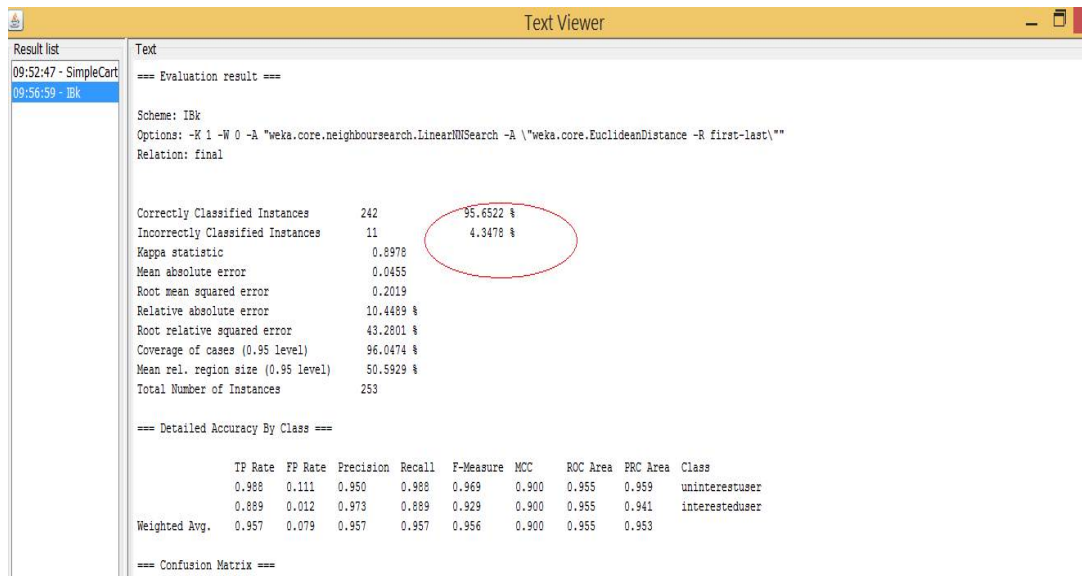 Text Viewer
Result list
09:52:47 - SimpleCart
09:56:59 - IBk
Text
=== Evaluation result ===
Scheme: IBk
Options: -K 1 -W 0 -A "weka.core.neighboursearch.LinearNNSearch -A \"weka.core.EuclideanDistance -R first-last\""
Relation: final
Correctly Classified Instances 242 95.6522 %
Incorrectly Classified Instances 11 4.3478 %
Kappa statistic 0.8978
Mean absolute error 0.0455
Root mean squared error 0.2019
Relative absolute error 10.4489 %
Root relative squared error 43.2801 %
Coverage of cases (0.95 level) 96.0474 %
Mean rel. region size (0.95 level) 50.5929 %
Total Number of Instances 253
=== Detailed Accuracy By Class ===
TP Rate FP Rate Precision Recall F-Measure MCC ROC Area PRC Area Class
0.988 0.111 0.950 0.988 0.969 0.900 0.955 0.959 uninterestuser
0.889 0.012 0.973 0.889 0.929 0.900 0.955 0.941 interesteduser
Weighted Avg. 0.957 0.079 0.957 0.957 0.956 0.900 0.955 0.953
=== Confusion Matrix ===